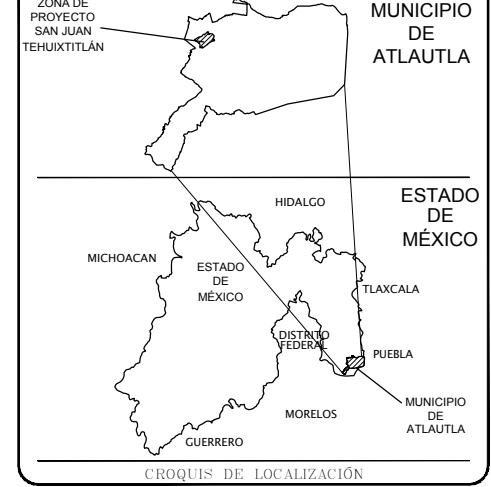 ZONA DE
PROYECTO
SAN JUAN
TEHUIXTITLÁN
MUNICIPIO
DE
ATLAUTLA
HIDALGO
ESTADO
DE
MÉXICO
MICHOACAN
ESTADO
DE
MÉXICO
TLAXCALA
DISTRITO
FEDERAL
PUEBLA
MUNICIPIO
DE
ATLAUTLA
MORELOS
GUERRERO
CROQUIS DE LOCALIZACIÓN